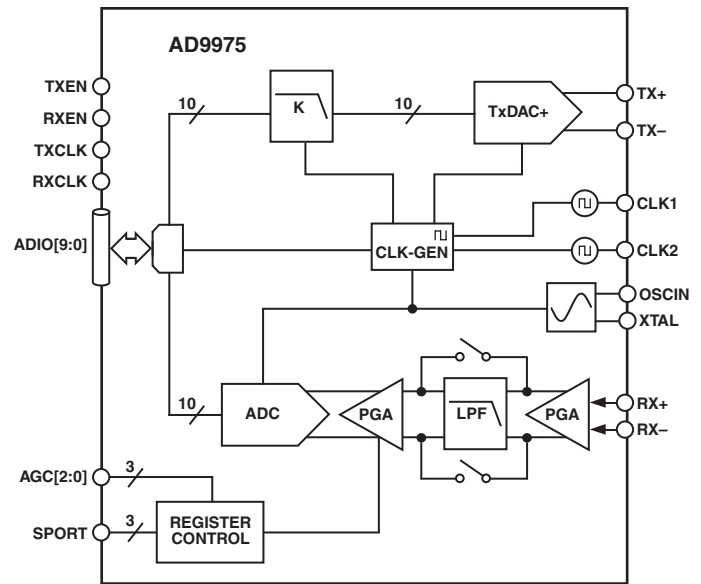 AD9975
TXEN
RXEN
TXCLK
RXCLK
ADIO[9:0]
AGC[2:0]
SPORT
10
K
10
TxDAC+
TX+
TX–
CLK-GEN
CLK1
CLK2
OSCIN
XTAL
10
ADC
PGA
LPF
PGA
RX+
RX–
3
3
REGISTER
CONTROL